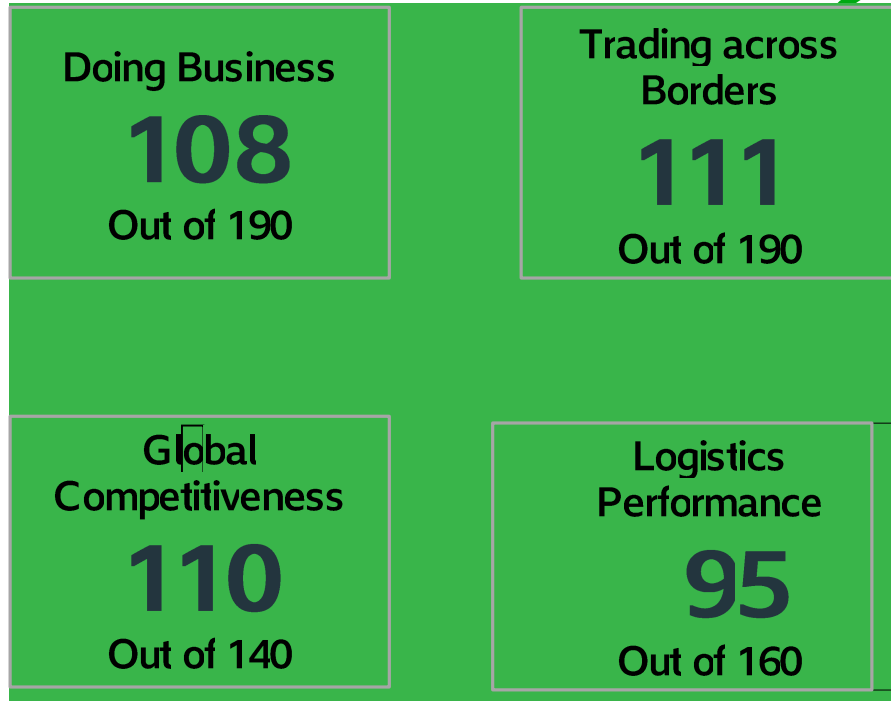 Doing Business
108
Out of 190
Trading across
Borders
111
Out of 190
Global
Competitiveness
110
Out of 140
Logistics
Performance
95
Out of 160